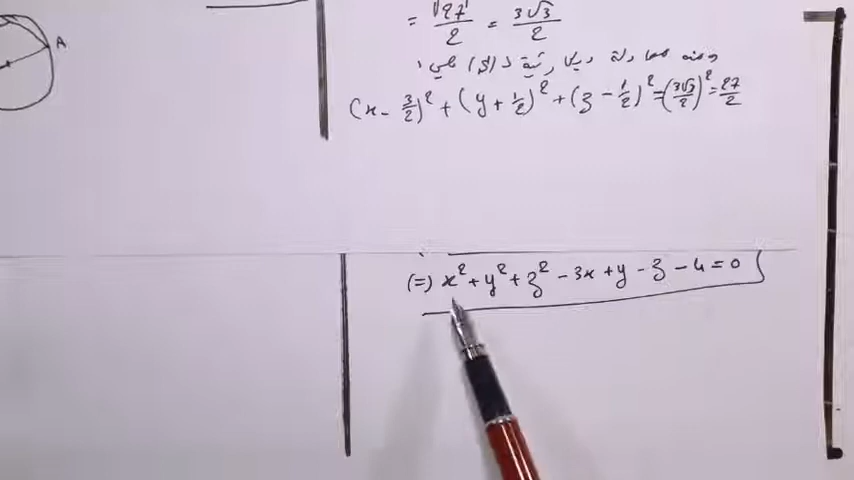 A
= √27/2 = 3√3/2
(x - 3/2)² + (y + 1/2)² + (z - 1/2)² = (3√3/2)² = 27/2
(=) x² + y² + z² - 3x + y - z - 4 = 0